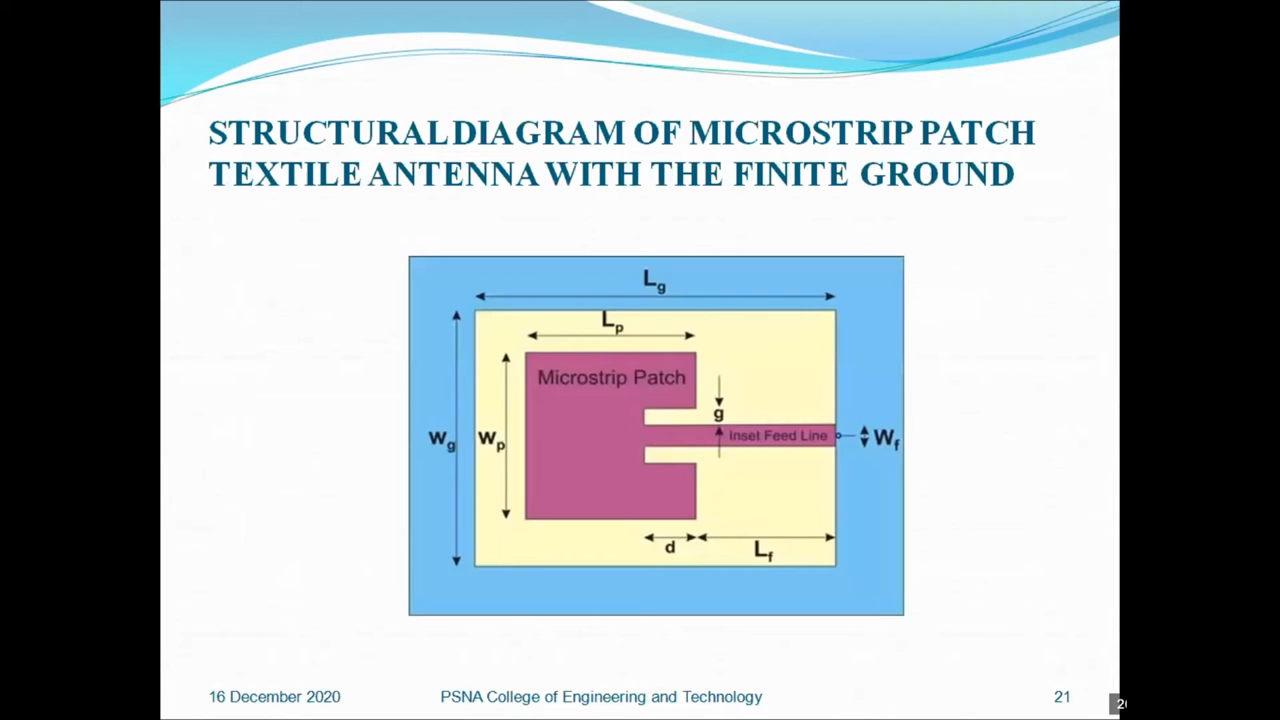 STRUCTURAL DIAGRAM OF MICROSTRIP PATCH
TEXTILE ANTENNA WITH THE FINITE GROUND
Lg
Lp
Microstrip Patch
g
Wg
Wp
Inset Feed Line
Wf
d
Lf
16 December 2020
PSNA College of Engineering and Technology
21